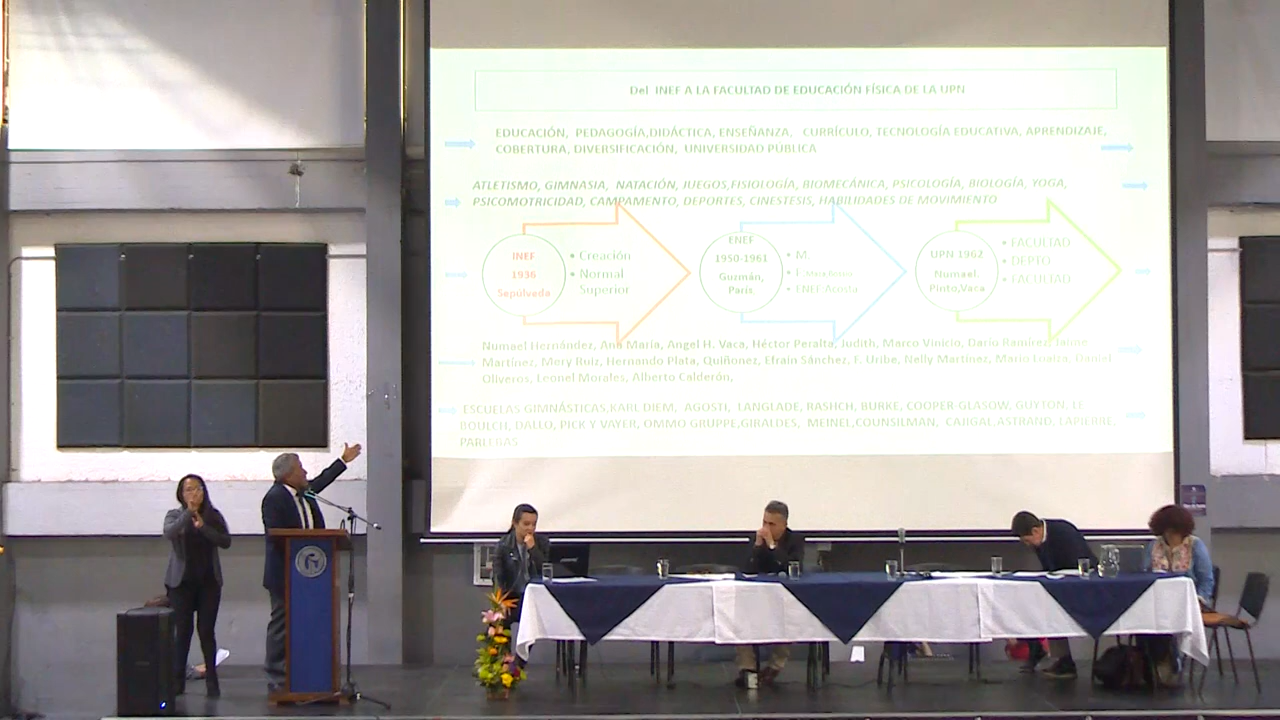 Del INEF A LA FACULTAD DE EDUCACIÓN FÍSICA DE LA UPN
EDUCACIÓN, PEDAGOGÍA,DIDÁCTICA, ENSEÑANZA, CURRÍCULO, TECNOLOGÍA EDUCATIVA, APRENDIZAJE,
COBERTURA, DIVERSIFICACIÓN, UNIVERSIDAD PÚBLICA
ATLETISMO, GIMNASIA, NATACIÓN, JUEGOS,FISIOLOGÍA, BIOMECÁNICA, PSICOLOGÍA, BIOLOGÍA, YOGA,
PSICOMOTRICIDAD, CAMPAMENTO, DEPORTES, CINESTESIS, HABILIDADES DE MOVIMIENTO
INEF
1936
Sepúlveda
• Creación
Normal
Superior
ENEF
1950-1961
Guzmán,
Paris
• M.
• F.
• ENEF Acosta
UPN 1962
Numael.
Pinto,Vaca
• FACULTAD
• DEPTO
• FACULTAD
Numael Hernández, Ana María, Angel H. Vaca, Héctor Peralta, Judith, Marco Vinicio, Darío Ramírez, Jaime
Martínez, Mery Ruiz, Hernando Plata, Quiñonez, Efraín Sánchez, F. Uribe, Nelly Martínez, Mario Daniel
Oliveros, Leonel Morales, Alberto Calderón,
ESCUELAS GIMNÁSTICAS,KARL DIEM, AGOSTI, LANGLADE, RASHCH, BURKE, COOPER-GLASOW, GUYTON, LE
BOULCH, DALLO, PICK Y VAYER, OMMO GRUPPE,GIRALDES, MEINEL,COUNSILMAN, CAJIGAL,ASTRAND, LAPIERRE,
PARLEBAS